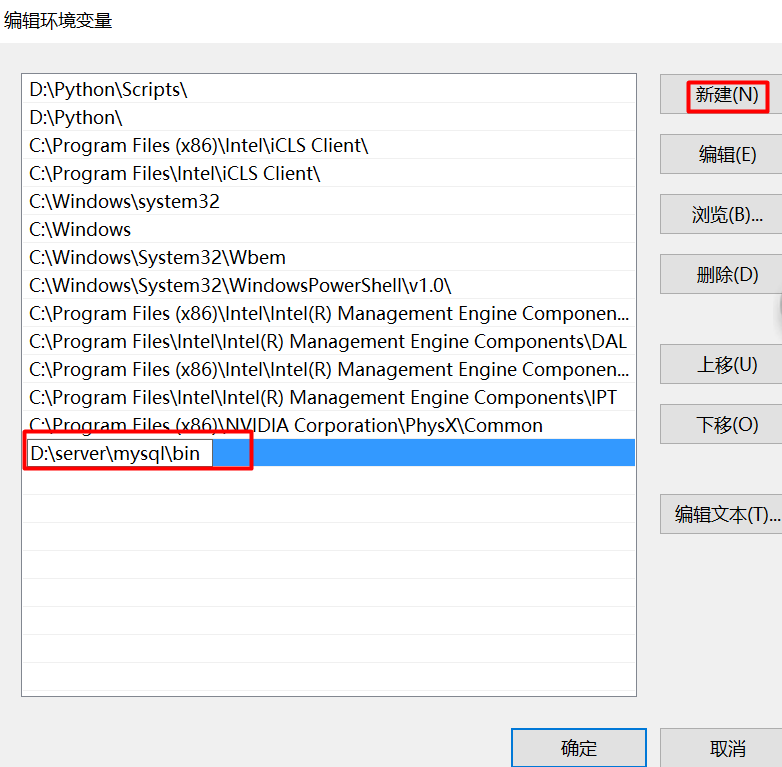 编辑环境变量
D:\Python\Scripts\
D:\Python\
C:\Program Files (x86)\Intel\iCLS Client\
C:\Program Files\Intel\iCLS Client\
C:\Windows\system32
C:\Windows
C:\Windows\System32\Wbem
C:\Windows\System32\WindowsPowerShell\v1.0\
C:\Program Files (x86)\Intel\Intel(R) Management Engine Componen...
C:\Program Files\Intel\Intel(R) Management Engine Components\DAL
C:\Program Files (x86)\Intel\Intel(R) Management Engine Componen...
C:\Program Files\Intel\Intel(R) Management Engine Components\IPT
C:\Program Files (x86)\NVIDIA Corporation\PhysX\Common
D:\server\mysql\bin
新建(N)
编辑(E)
浏览(B)...
删除(D)
上移(U)
下移(O)
编辑文本(T)...
确定
取消